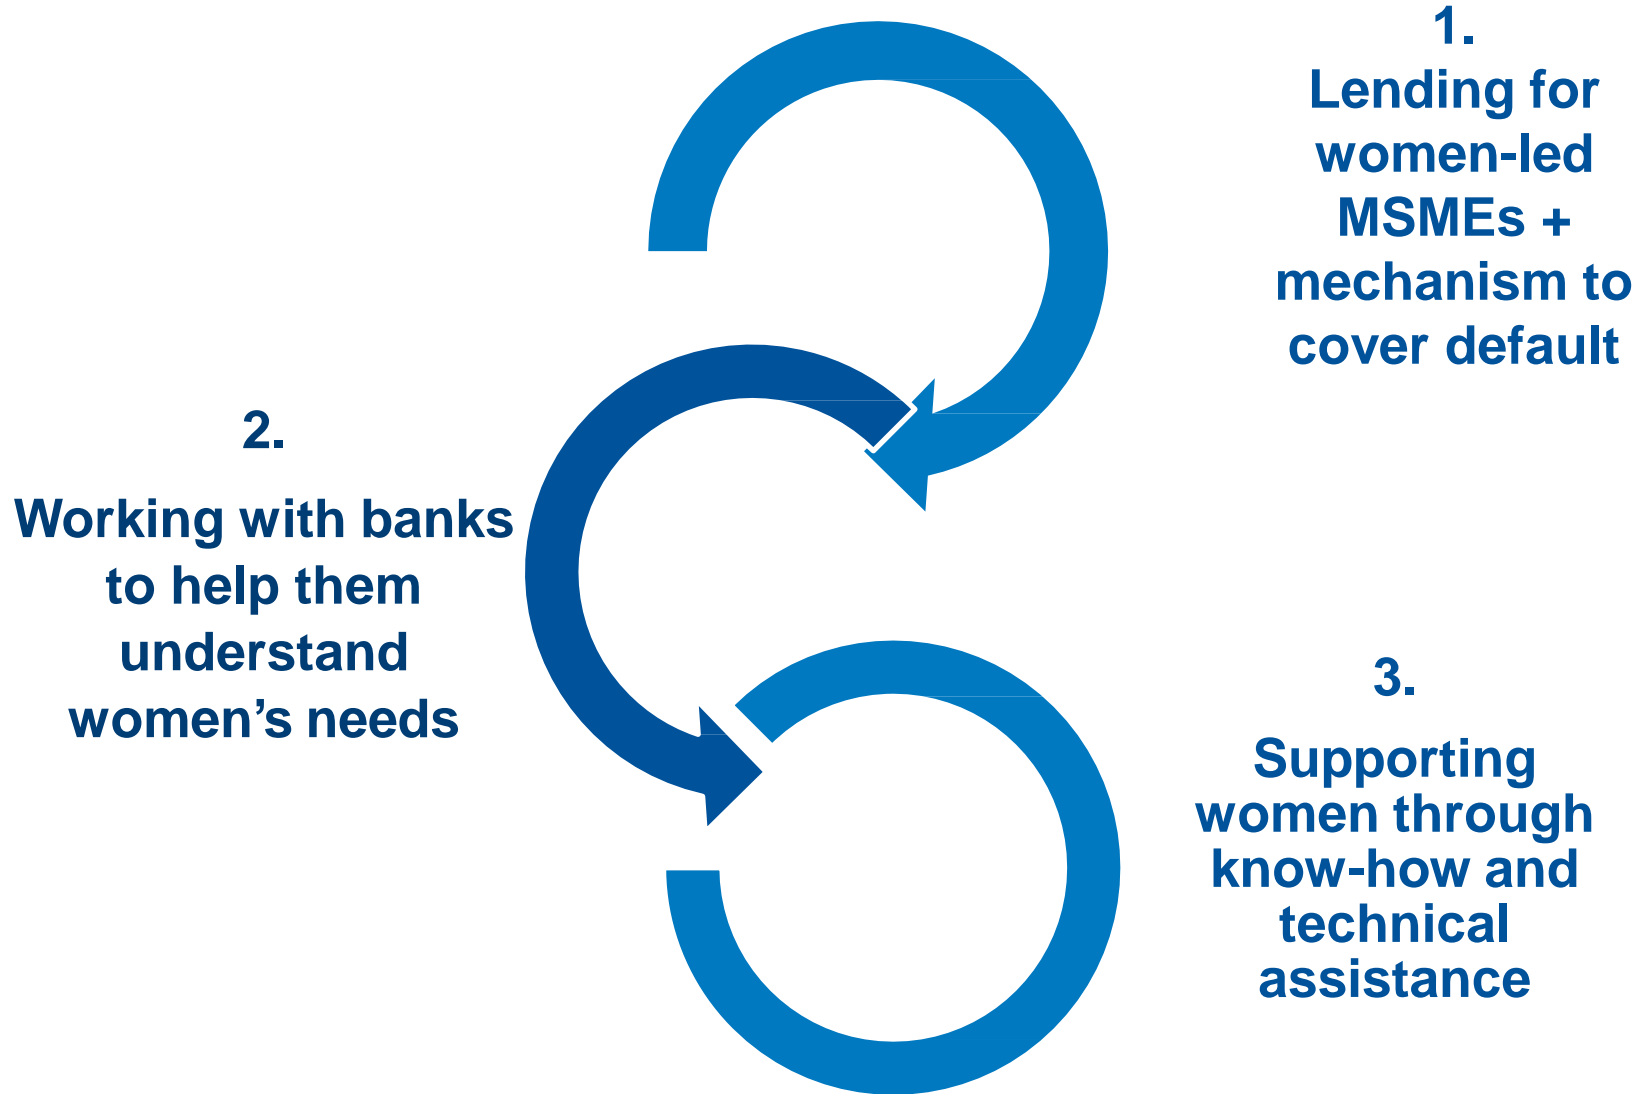 1.
Lending for
women-led
MSMEs +
mechanism to
cover default
2.
Working with banks
to help them
understand
women’s needs
3.
Supporting
women through
know-how and
technical
assistance